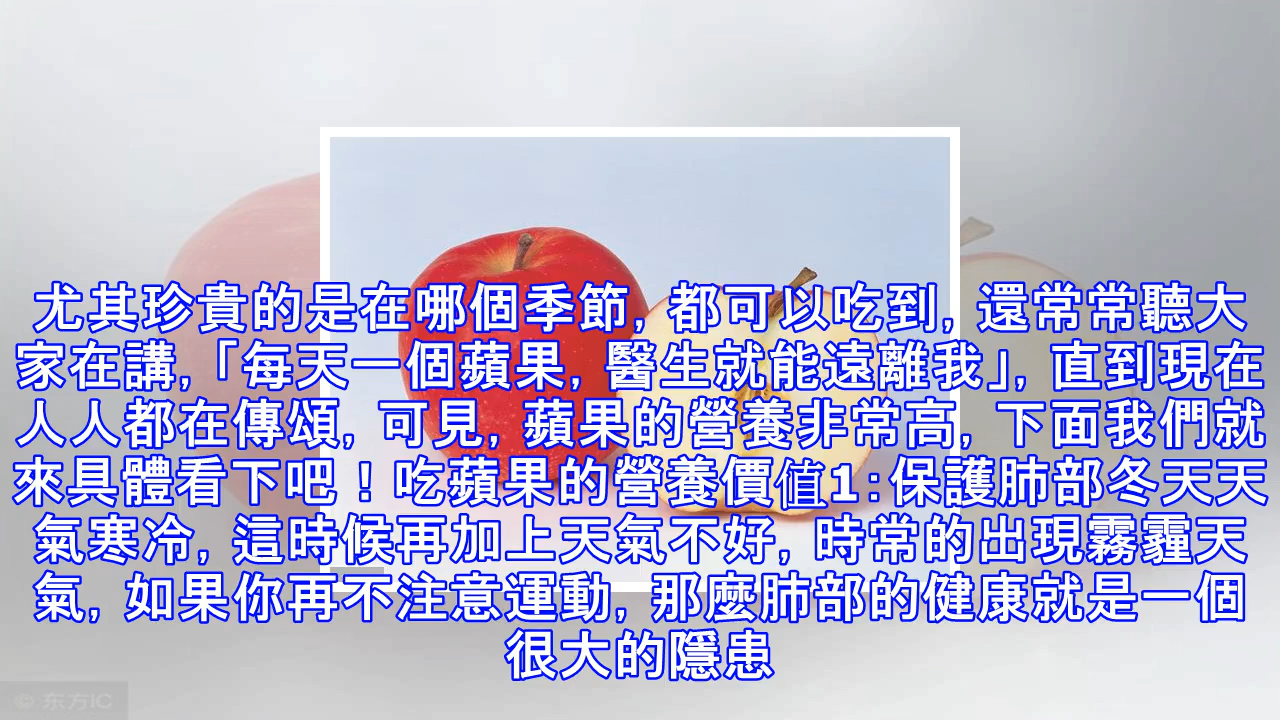 尤其珍貴的是在哪個季節,都可以吃到,還常常聽大
家在講,「每天一個蘋果,醫生就能遠離我」,直到現在
人人都在傳頌,可見,蘋果的營養非常高,下面我們就
來具體看下吧!吃蘋果的營養價值1:保護肺部冬天天
氣寒冷,這時候再加上天氣不好,時常的出現霧霾天
氣,如果你再不注意運動,那麼肺部的健康就是一個
很大的隱患
© 东方IC